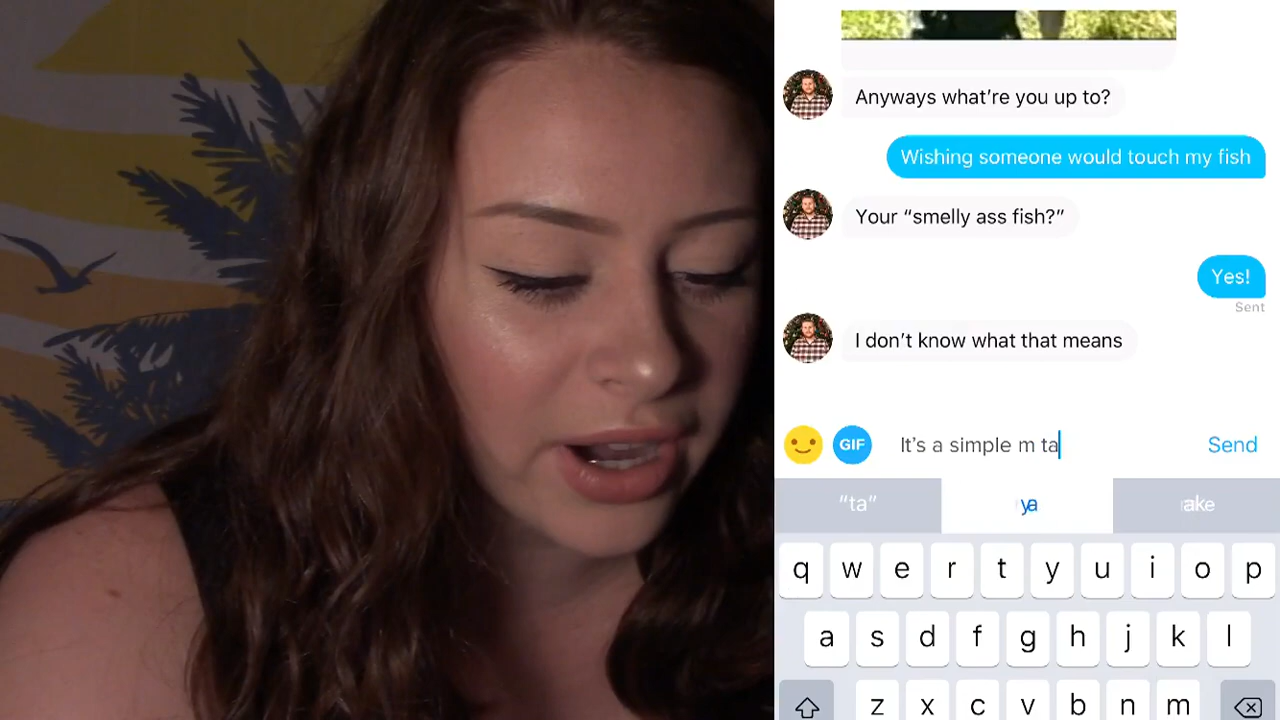 Anyways what're you up to?
Wishing someone would touch my fish
Your “smelly ass fish?”
Yes!
Sent
I don't know what that means
GIF
It's a simple m ta
Send
“ta” ya
q w e r t y u i o p
a s d f g h j k l
z x c v b n m